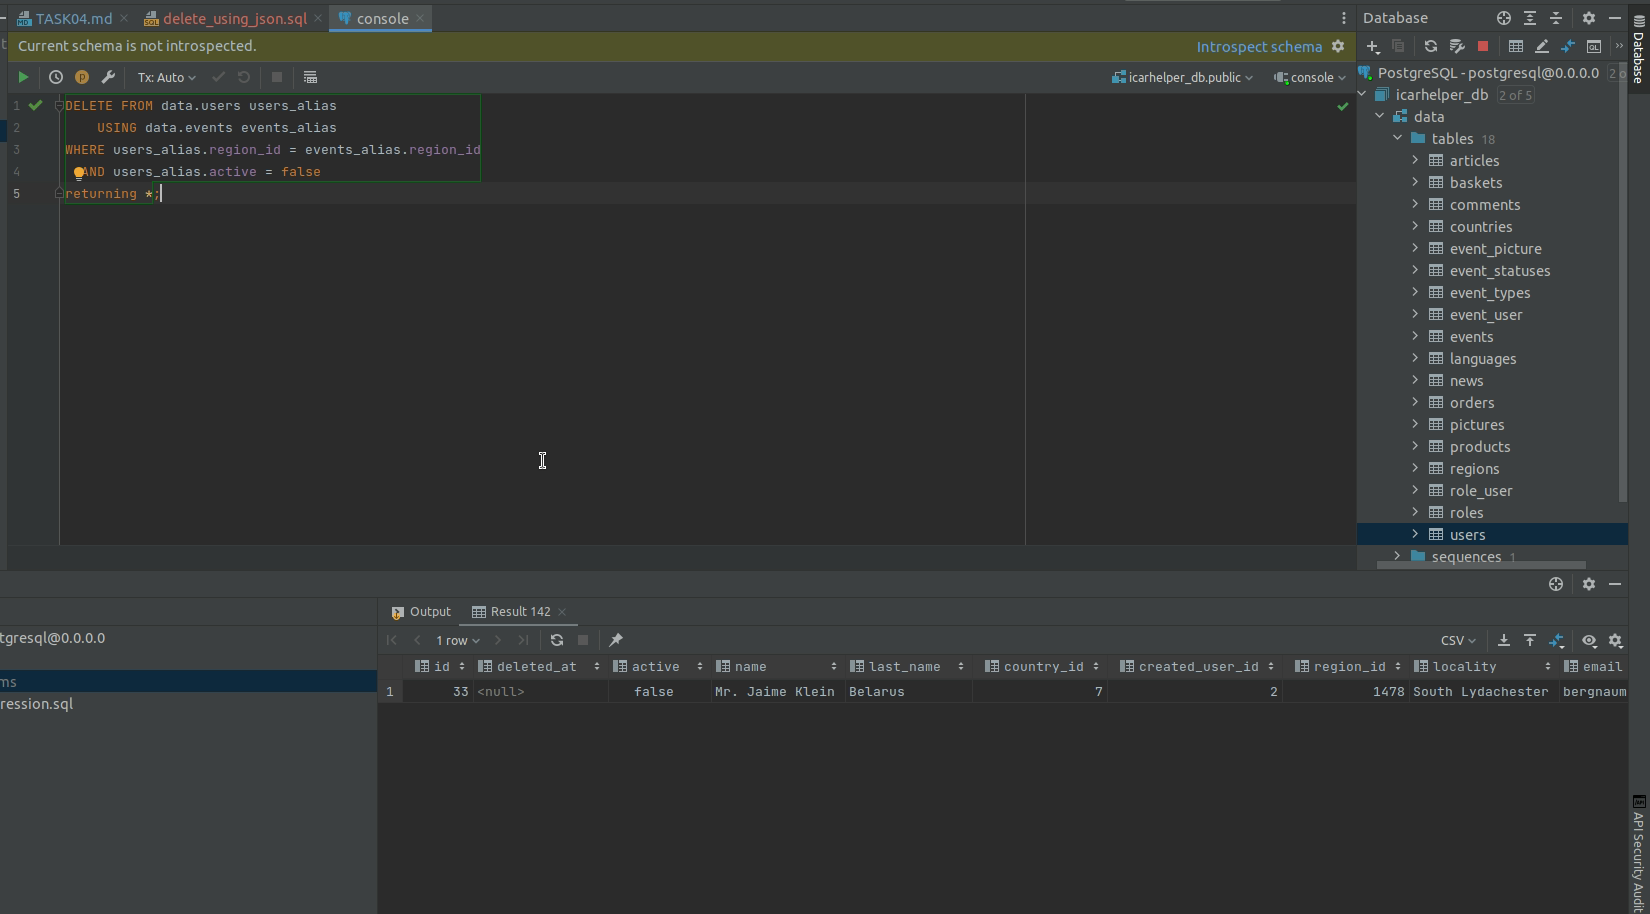 TASK04.md delete_using_json.sql console
Current schema is not introspected. Introspect schema
Tx: Auto icarhelper_db.public console
1 DELETE FROM data.users users_alias
2 USING data.events events_alias
3 WHERE users_alias.region_id = events_alias.region_id
4 AND users_alias.active = false
5 returning *;
Database
PostgreSQL - postgresql@0.0.0.0 2
icarhelper_db 2 of 5
data
tables 18
articles
baskets
comments
countries
event_picture
event_statuses
event_types
event_user
events
languages
news
orders
pictures
products
regions
role_user
roles
users
sequences 1
Database
API Security Audit
tgresql@0.0.0.0
ms
ression.sql
Output Result 142
1 row CSV
id deleted_at active name last_name country_id created_user_id region_id locality email
1 33 <null> false Mr. Jaime Klein Belarus 7 2 1478 South Lydachester bergnaum